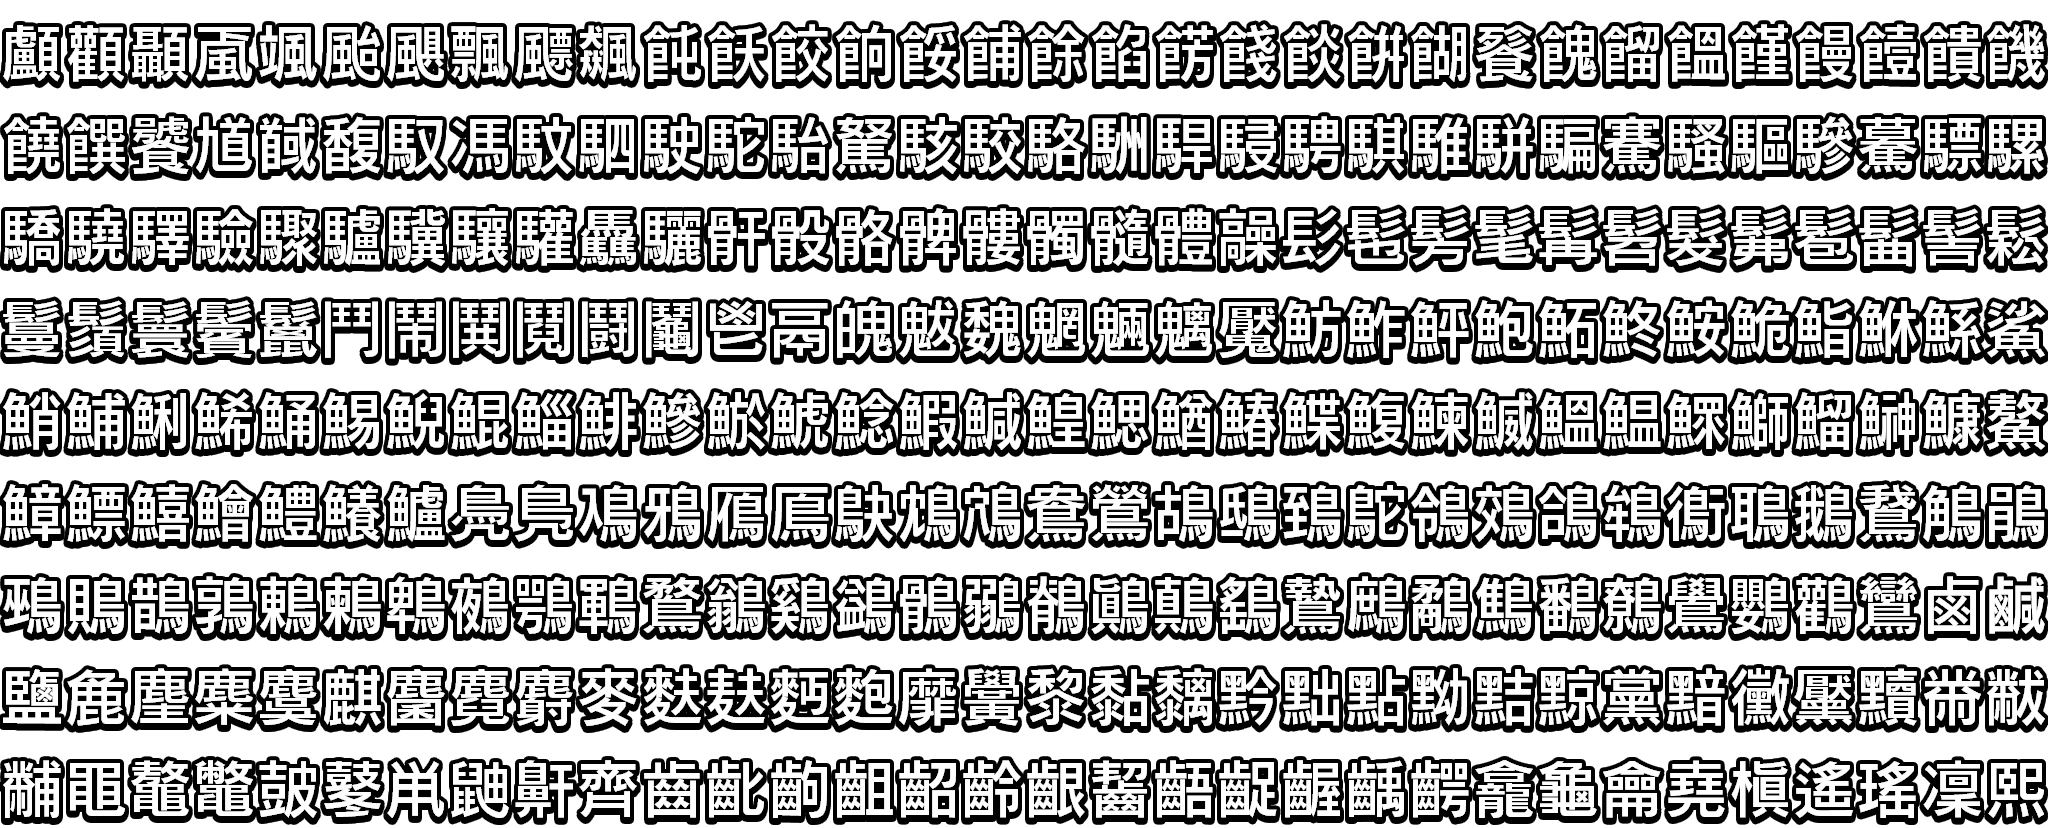 顱顴顳颪颯颱颶飄飃飆飩飫餃餉餒餔餘餡餝餞餤餠餬餮餽餾饂饉饅饐饋饑
饒饌饕馗馘馥馭馮馼駟駛駝駘駑駭駮駱駲駻駸騁騏騅駢騙騫騷驅驂驀驃騾
驕驍驛驗驟驢驥驤驩驫驪骭骰骼髀髏髑髓體髞髟髢髣髦髯髫髮髴髱髷髻鬆
鬘鬚鬟鬢鬣鬥鬧鬨鬩鬪鬮鬯鬲魄魃魏魍魎魑魘魴鮓鮃鮑鮖鮗鮟鮠鮨鮴鯀鯊
鮹鯆鯏鯑鯒鯣鯢鯤鯔鯡鰺鯲鯱鯰鰕鰔鰉鰓鰌鰆鰈鰒鰊鰄鰮鰛鰥鰤鰡鰰鱇鰲
鱆鰾鱚鱠鱧鱶鱸鳧鳬鳰鴉鴈鳫鴃鴆鴪鴦鶯鴣鴟鵄鴕鴒鵁鴿鴾鵆鵈鵝鵞鵤鵑
鵐鵙鵲鶉鶇鶫鵯鵺鶚鶤鶩鶲鷄鷁鶻鶸鶺鷆鷏鷂鷙鷓鷸鷦鷭鷯鷽鸚鸛鸞鹵鹹
鹽麁麈麋麌麒麕麑麝麥麩麸麪麭靡黌黎黏黐黔黜點黝黠黥黨黯黴黶黷黹黻
黼黽鼇鼈皷鼕鼡鼬鼾齊齒齔齣齟齠齡齦齧齬齪齷齲齶龕龜龠堯槇遙瑤凜熙